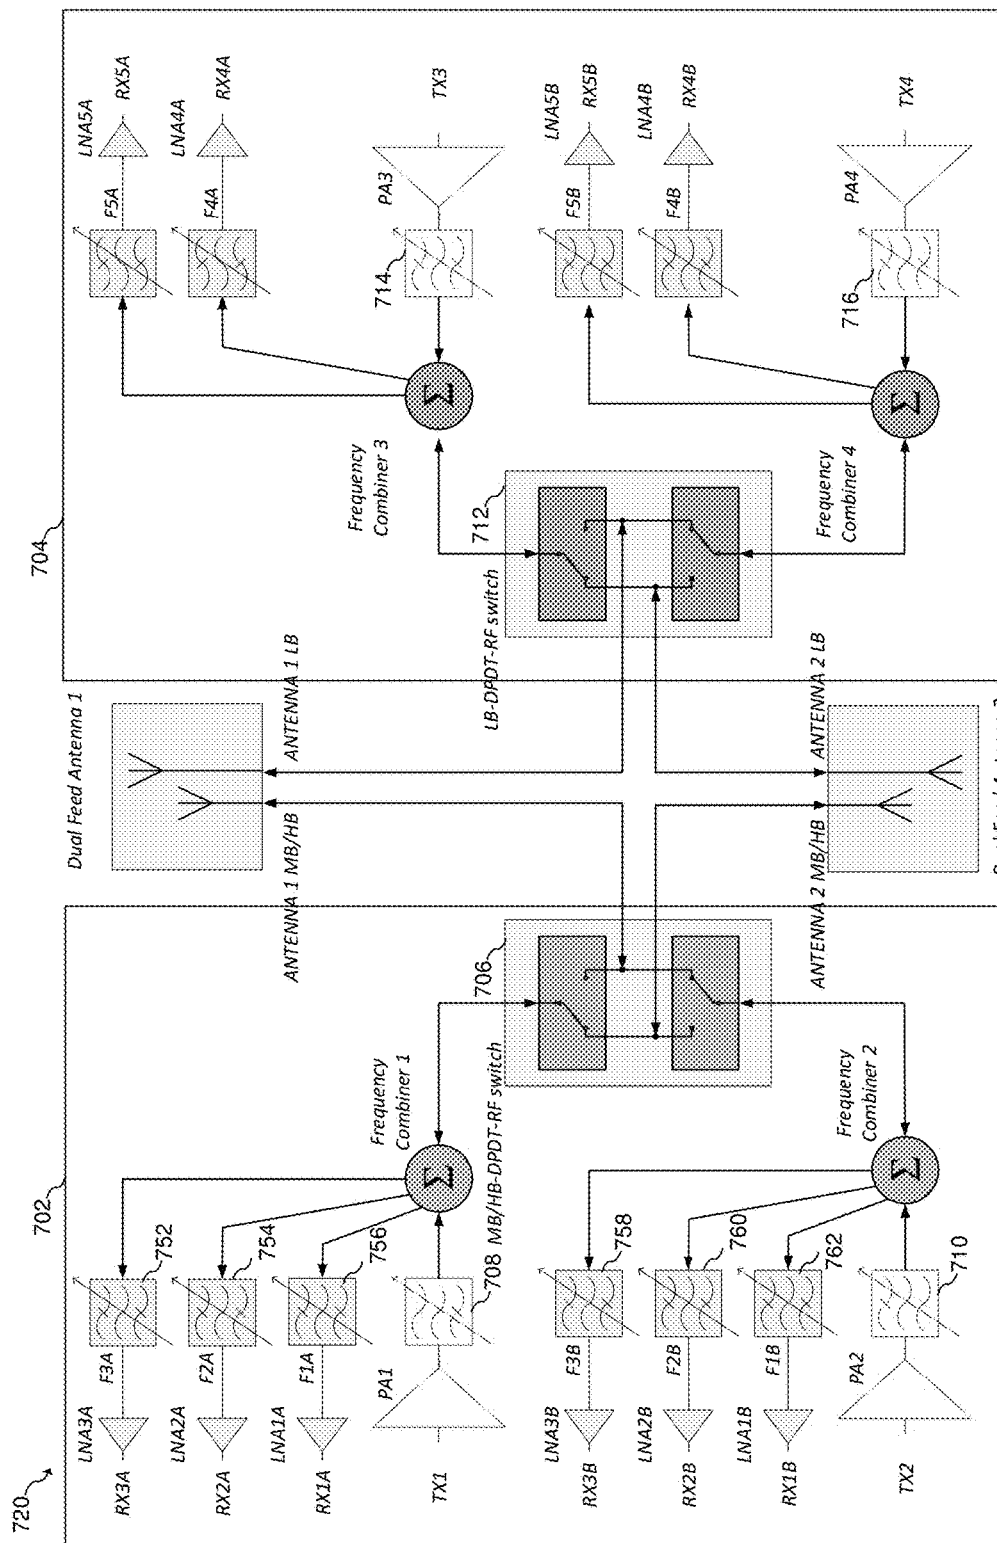 720
702
704
LNA3A
RX3A
F3A
752
LNA2A
RX2A
F2A
754
LNA1A
RX1A
F1A
756
PA1
TX1
708
Frequency
Combiner 1
Σ
MB/HB-DPDT-RF switch
706
LNA3B
RX3B
F3B
758
LNA2B
RX2B
F2B
760
LNA1B
RX1B
F1B
762
PA2
TX2
710
Frequency
Combiner 2
Σ
Dual Feed Antenna 1
ANTENNA 1 MB/HB
ANTENNA 1 LB
ANTENNA 2 MB/HB
ANTENNA 2 LB
LNA5A
RX5A
F5A
LNA4A
RX4A
F4A
PA3
TX3
714
Frequency
Combiner 3
Σ
LB-DPDT-RF switch
712
LNA5B
RX5B
F5B
LNA4B
RX4B
F4B
PA4
TX4
716
Frequency
Combiner 4
Σ